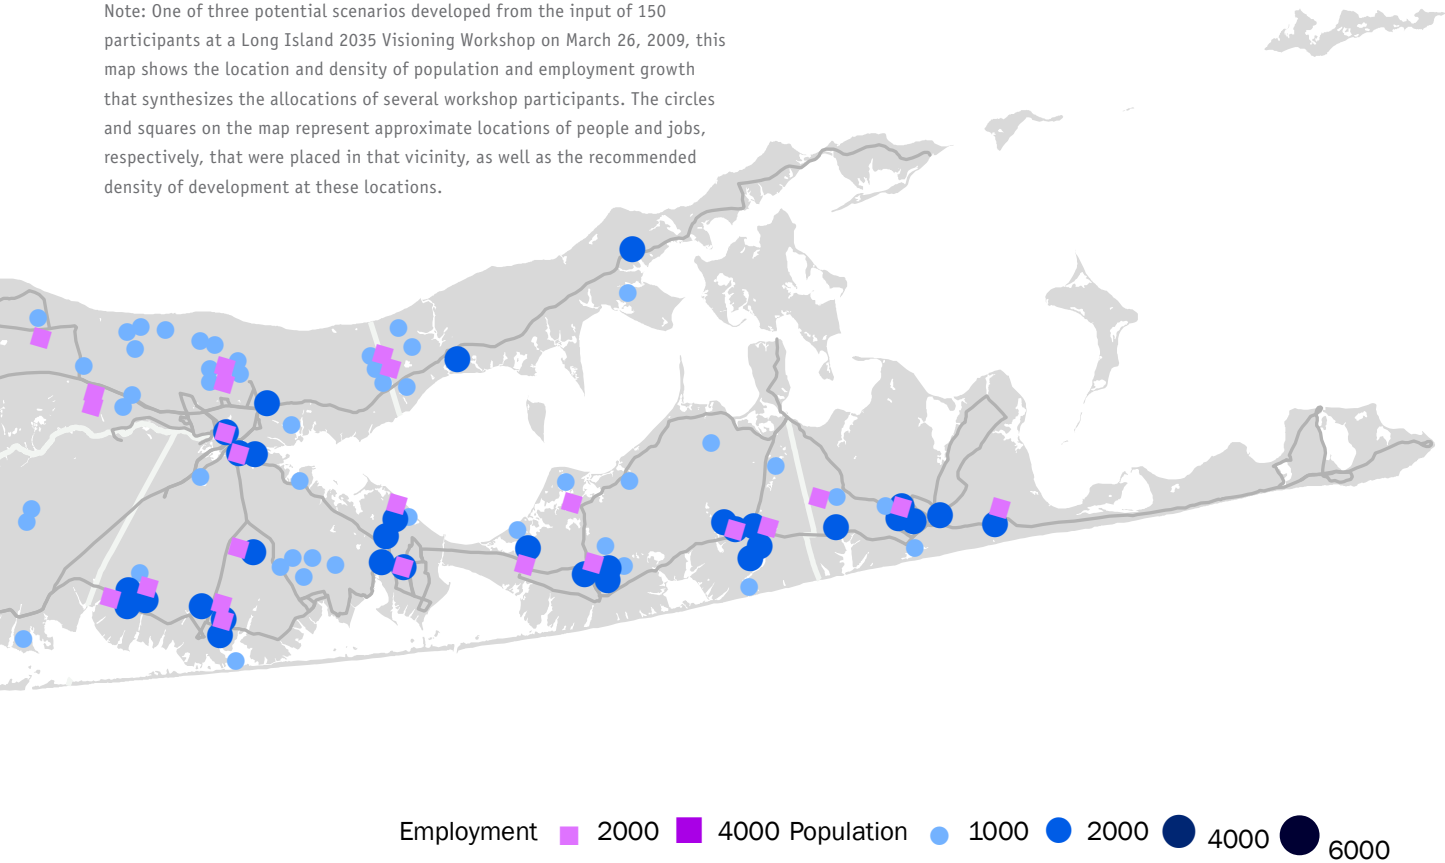 Note: One of three potential scenarios developed from the input of 150
participants at a Long Island 2035 Visioning Workshop on March 26, 2009, this
map shows the location and density of population and employment growth
that synthesizes the allocations of several workshop participants. The circles
and squares on the map represent approximate locations of people and jobs,
respectively, that were placed in that vicinity, as well as the recommended
density of development at these locations.
Employment 2000 4000 Population 1000 2000 4000 6000